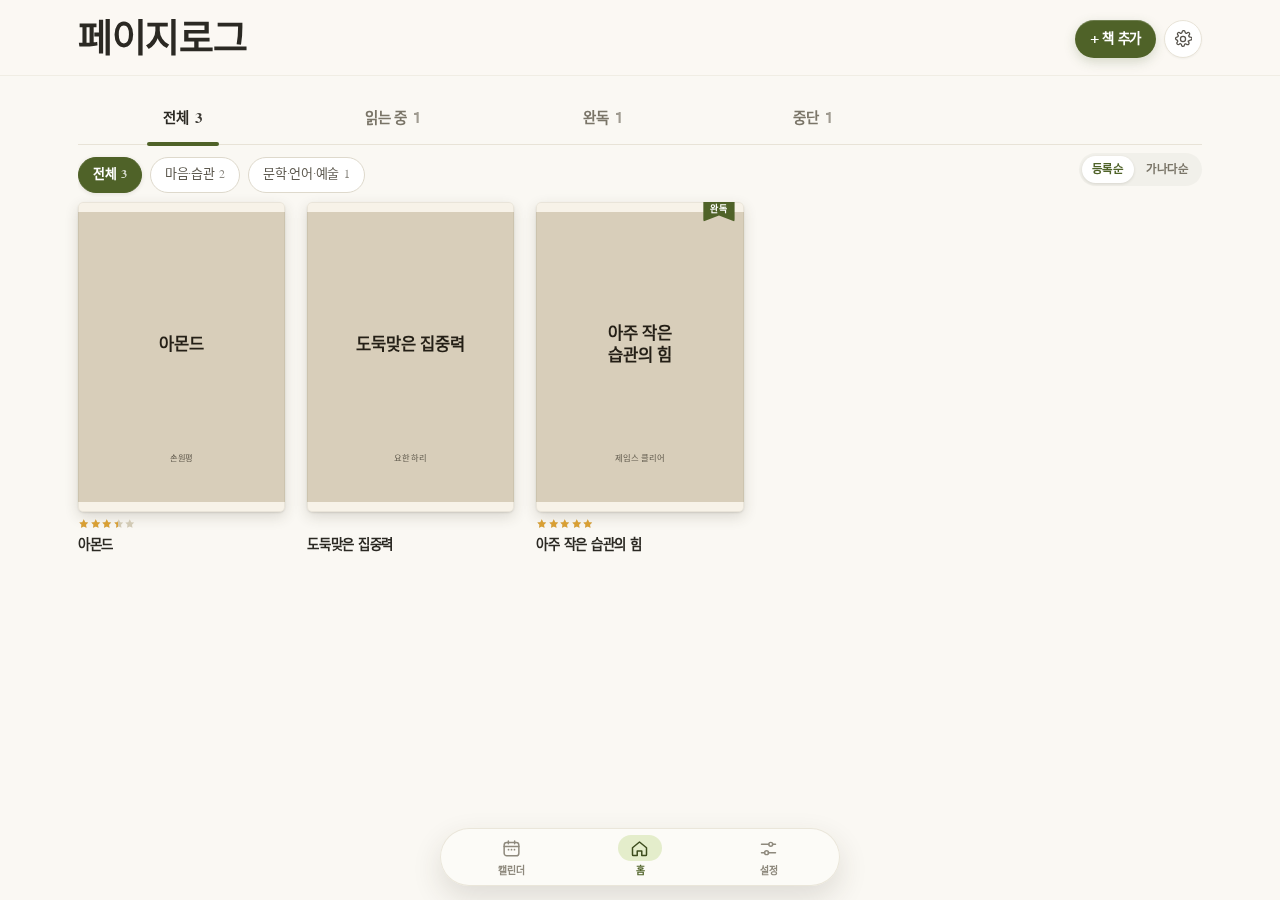 페이지로그
+ 책 추가
전체 3
읽는 중 1
완독 1
중단 1
전체 3
마음·습관 2
문학·언어·예술 1
등록순
가나다순
아몬드
손원평
도둑맞은 집중력
요한 하리
완독
아주 작은
습관의 힘
제임스 클리어
아몬드
도둑맞은 집중력
아주 작은 습관의 힘
캘린더
홈
설정